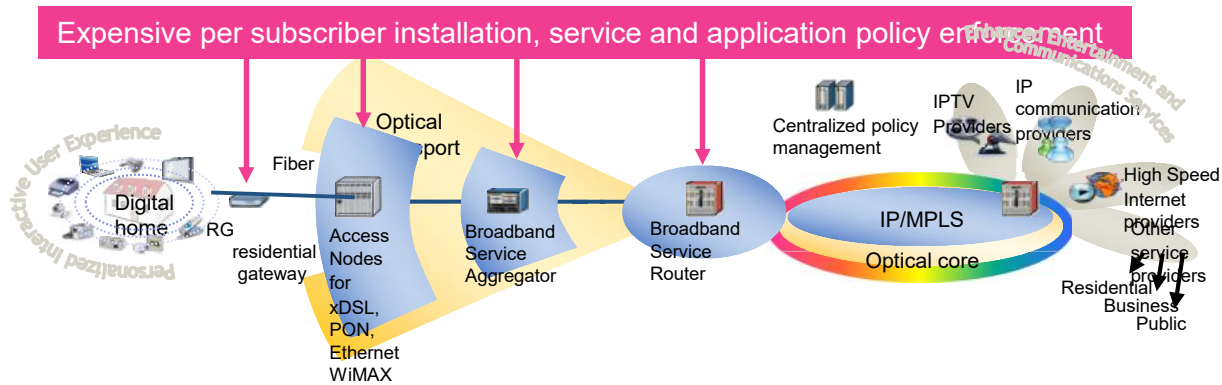 Expensive per subscriber installation, service and application policy enforcement
Enhanced Entertainment and
Communications Services
Personalized Interactive User Experience
Digital
home
RG
Fiber
residential
gateway
Optical
Access
Nodes
for
xDSL,
PON,
Ethernet
WiMAX
Broadband
Service
Aggregator
Broadband
Service
Router
Centralized policy
management
IPTV
Providers
IP
communication
providers
IP/MPLS
Optical core
High Speed
Internet
providers
Other
service
providers
Residential
Business
Public